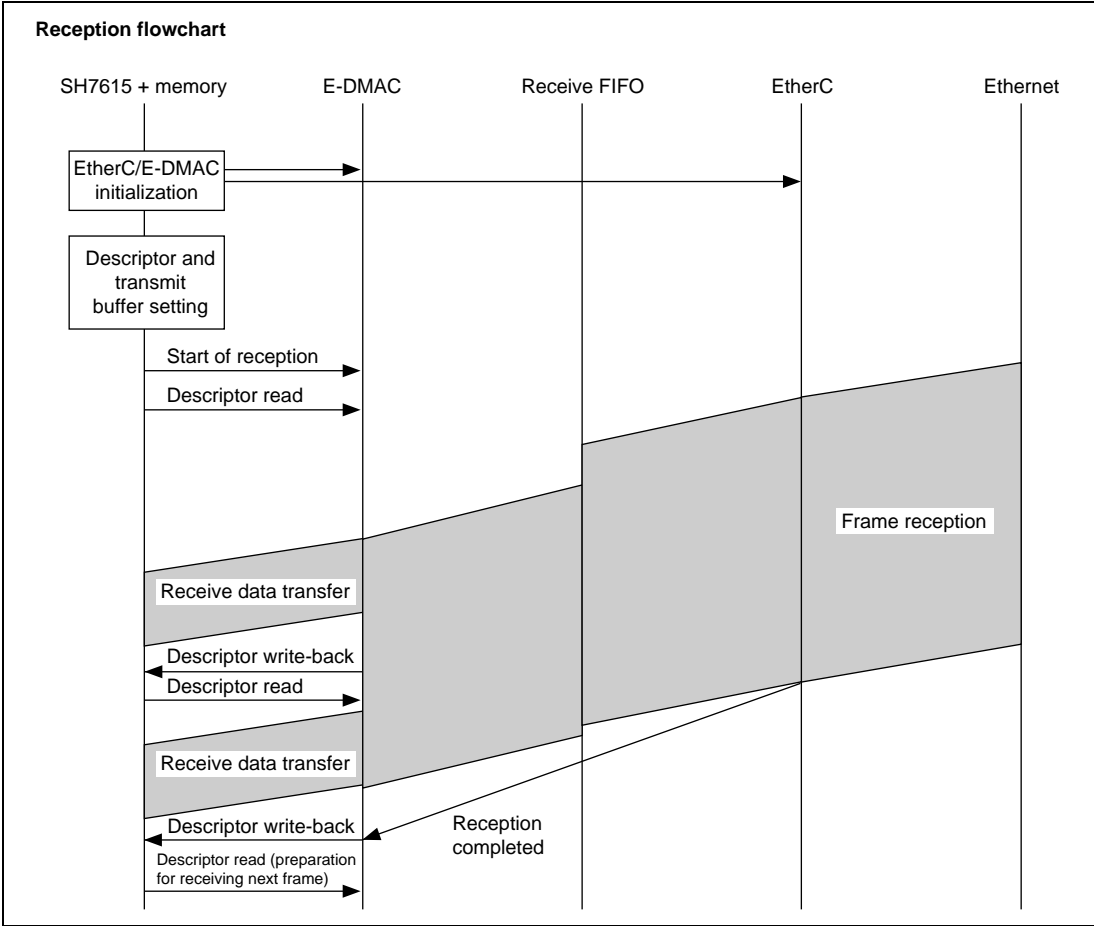 Reception flowchart
SH7615 + memory
E-DMAC
Receive FIFO
EtherC
Ethernet
EtherC/E-DMAC
initialization
Descriptor and
transmit
buffer setting
Start of reception
Descriptor read
Frame reception
Receive data transfer
Descriptor write-back
Descriptor read
Receive data transfer
Descriptor write-back
Reception
completed
Descriptor read (preparation
for receiving next frame)